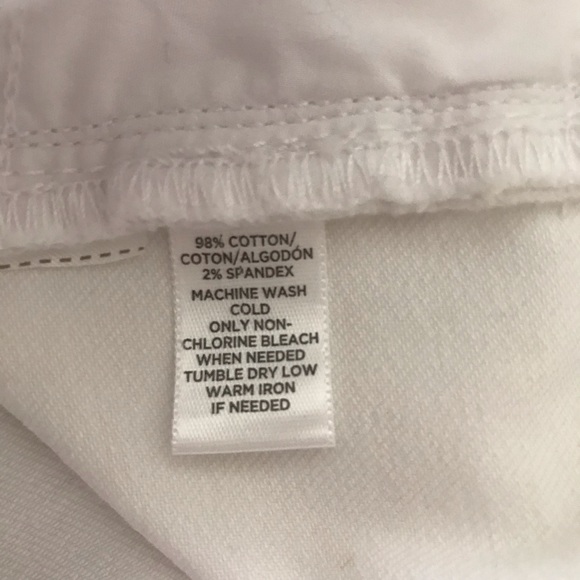 98% COTTON/
COTON/ALGODÓN
2% SPANDEX
MACHINE WASH
COLD
ONLY NON-
CHLORINE BLEACH
WHEN NEEDED
TUMBLE DRY LOW
WARM IRON
IF NEEDED